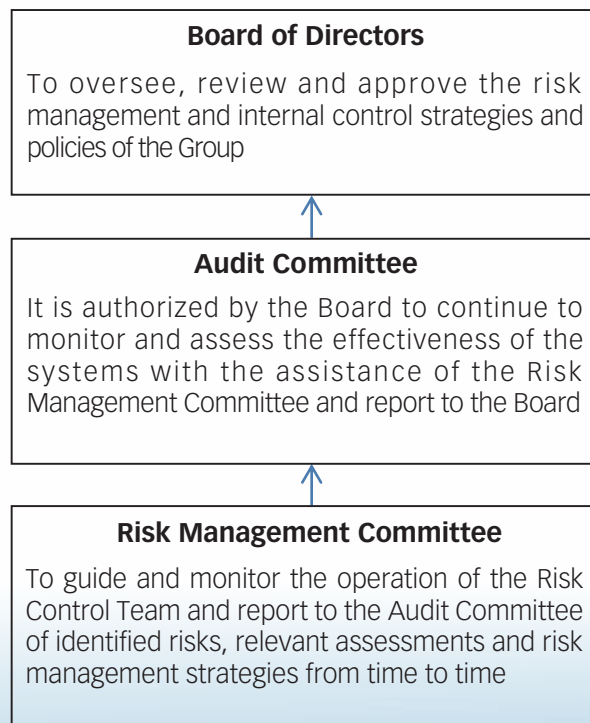 Board of Directors
To oversee, review and approve the risk
management and internal control strategies and
policies of the Group
Audit Committee
It is authorized by the Board to continue to
monitor and assess the effectiveness of the
systems with the assistance of the Risk
Management Committee and report to the Board
Risk Management Committee
To guide and monitor the operation of the Risk
Control Team and report to the Audit Committee
of identified risks, relevant assessments and risk
management strategies from time to time